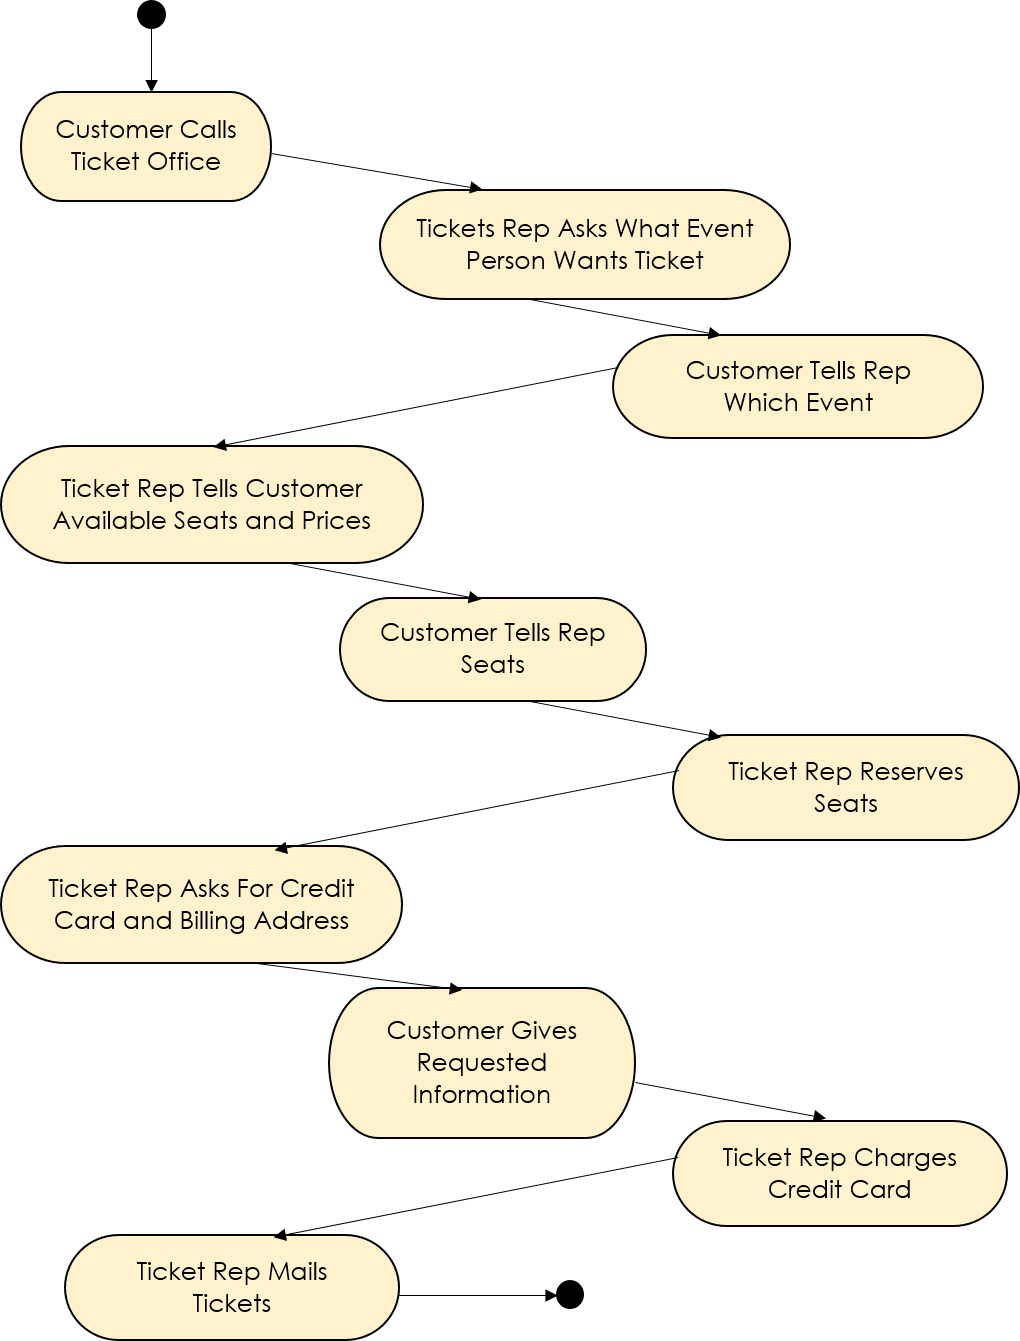 Customer Calls
Ticket Office
Tickets Rep Asks What Event
Person Wants Ticket
Customer Tells Rep
Which Event
Ticket Rep Tells Customer
Available Seats and Prices
Customer Tells Rep
Seats
Ticket Rep Reserves
Seats
Ticket Rep Asks For Credit
Card and Billing Address
Customer Gives
Requested
Information
Ticket Rep Charges
Credit Card
Ticket Rep Mails
Tickets